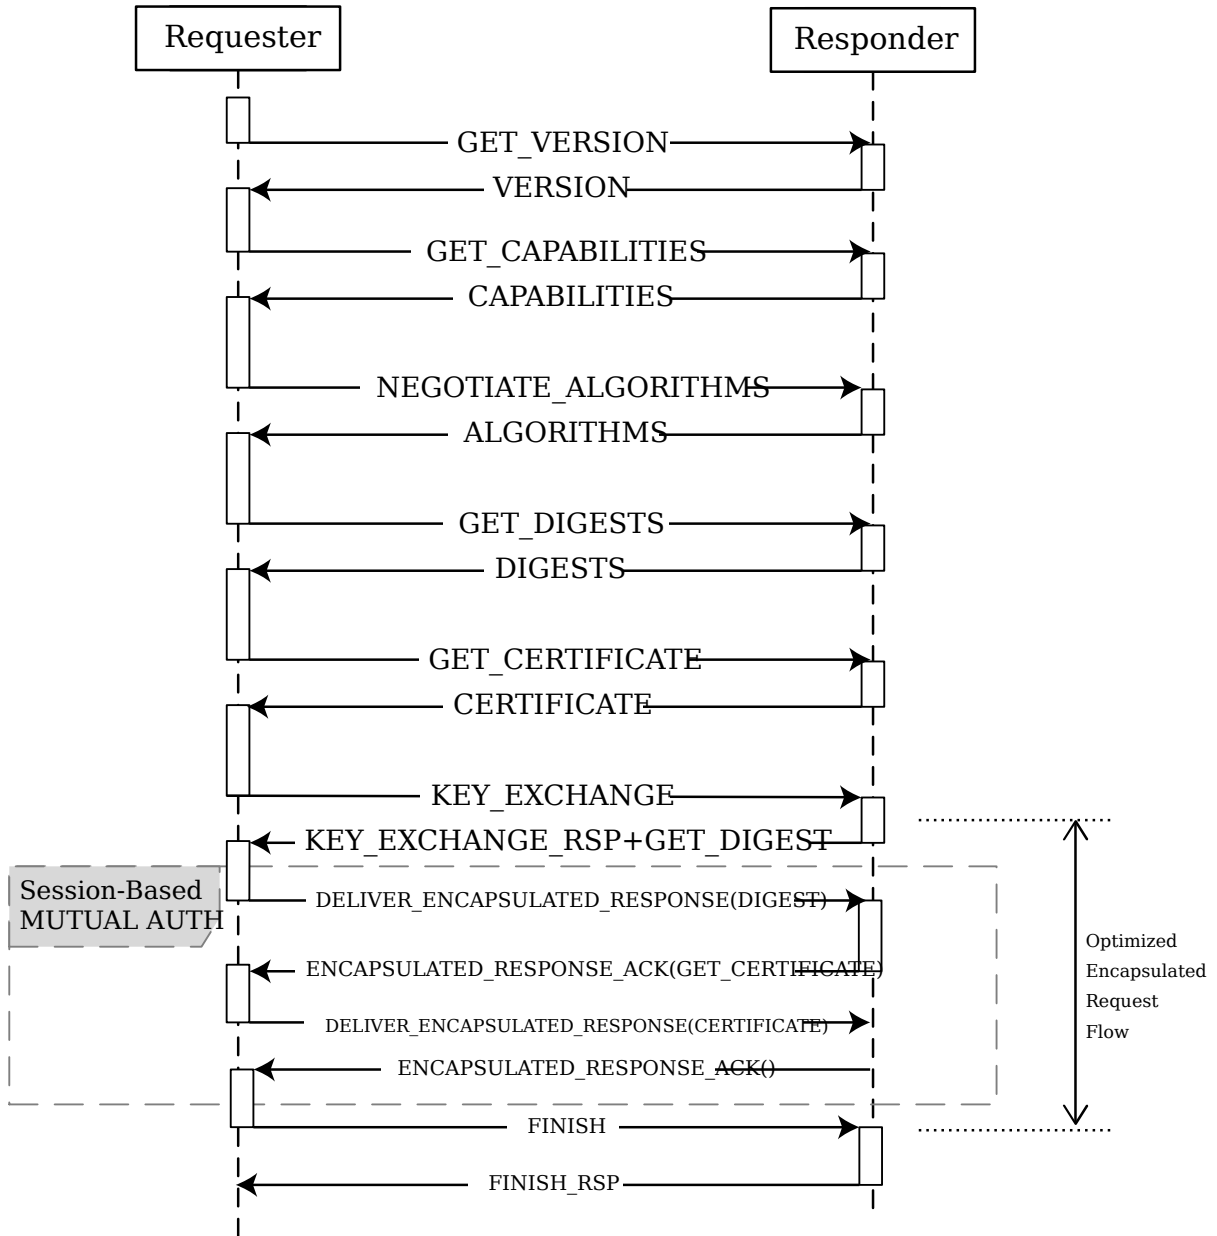 Requester
Responder
GET_VERSION
VERSION
GET_CAPABILITIES
CAPABILITIES
NEGOTIATE_ALGORITHMS
ALGORITHMS
GET_DIGESTS
DIGESTS
GET_CERTIFICATE
CERTIFICATE
KEY_EXCHANGE
KEY_EXCHANGE_RSP+GET_DIGEST
Session-Based
MUTUAL AUTH
DELIVER_ENCAPSULATED_RESPONSE(DIGEST)
ENCAPSULATED_RESPONSE_ACK(GET_CERTIFICATE)
DELIVER_ENCAPSULATED_RESPONSE(CERTIFICATE)
ENCAPSULATED_RESPONSE_ACK()
Optimized
Encapsulated
Request
Flow
FINISH
FINISH_RSP